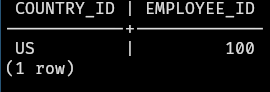 COUNTRY_ID | EMPLOYEE_ID
------------+-------------
US | 100
(1 row)